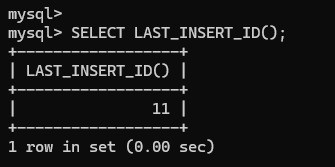 mysql>
mysql> SELECT LAST_INSERT_ID();
+------------------+
| LAST_INSERT_ID() |
+------------------+
|               11 |
+------------------+
1 row in set (0.00 sec)